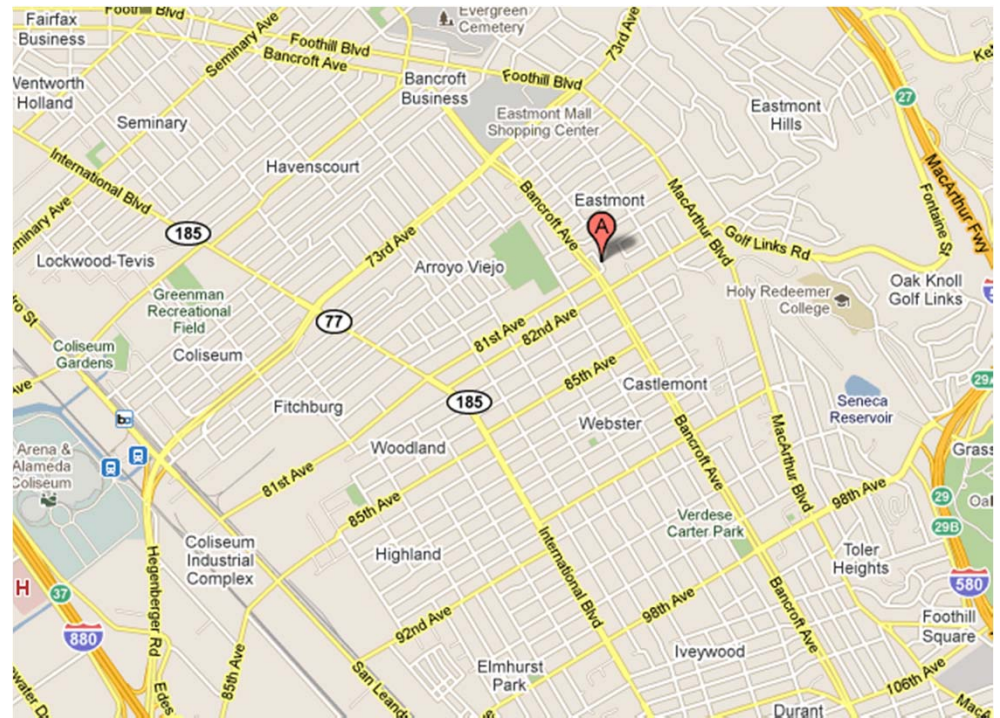 Fairfax
Business
Foothill Blvd
Evergreen
Cemetery
Seminary Ave
Foothill Blvd
Bancroft Ave
73rd Ave
Wentworth
Holland
Bancroft
Business
Foothill Blvd
Seminary
Eastmont Mall
Shopping Center
Eastmont
Hills
27
International Blvd
Havenscourt
MacArthur Fwy
Bancroft Ave
Eastmont
MacArthur Blvd
Fontaine St
A
185
73rd Ave
Golf Links Rd
Lockwood-Tevis
Arroyo Viejo
Greenman
Recreational
Field
Holy Redeemer
College
Oak Knoll
Golf Links
77
81st Ave
82nd Ave
Coliseum
Gardens
Coliseum
85th Ave
Castlemont
29A
Fitchburg
185
Seneca
Reservoir
Webster
Arena &
Alameda
Coliseum
Woodland
Bancroft Ave
MacArthur Blvd
81st Ave
85th Ave
98th Ave
29
29B
Verdese
Carter Park
Coliseum
Industrial
Complex
Highland
International Blvd
Toler
Heights
H
37
580
880
Hegenberger Rd
92nd Ave
98th Ave
Bancroft Ave
Foothill
Square
85th Ave
Elmhurst
Park
Iveywood
106th Ave
Durant